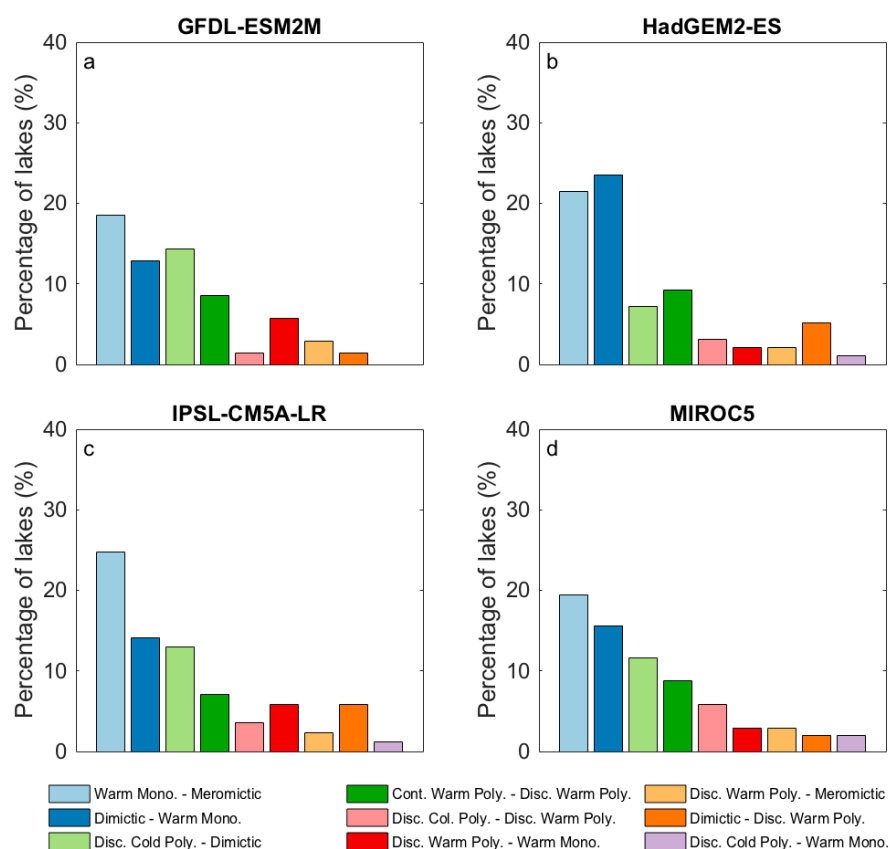 GFDL-ESM2M
HadGEM2-ES
40
30
20
10
0
Percentage of lakes (%)
a
40
30
20
10
0
Percentage of lakes (%)
b
IPSL-CM5A-LR
MIROC5
40
30
20
10
0
Percentage of lakes (%)
c
40
30
20
10
0
Percentage of lakes (%)
d
Warm Mono. - Meromictic
Dimictic - Warm Mono.
Disc. Cold Poly. - Dimictic
Cont. Warm Poly. - Disc. Warm Poly.
Disc. Col. Poly. - Disc. Warm Poly.
Disc. Warm Poly. - Warm Mono.
Disc. Warm Poly. - Meromictic
Dimictic - Disc. Warm Poly.
Disc. Cold Poly. - Warm Mono.